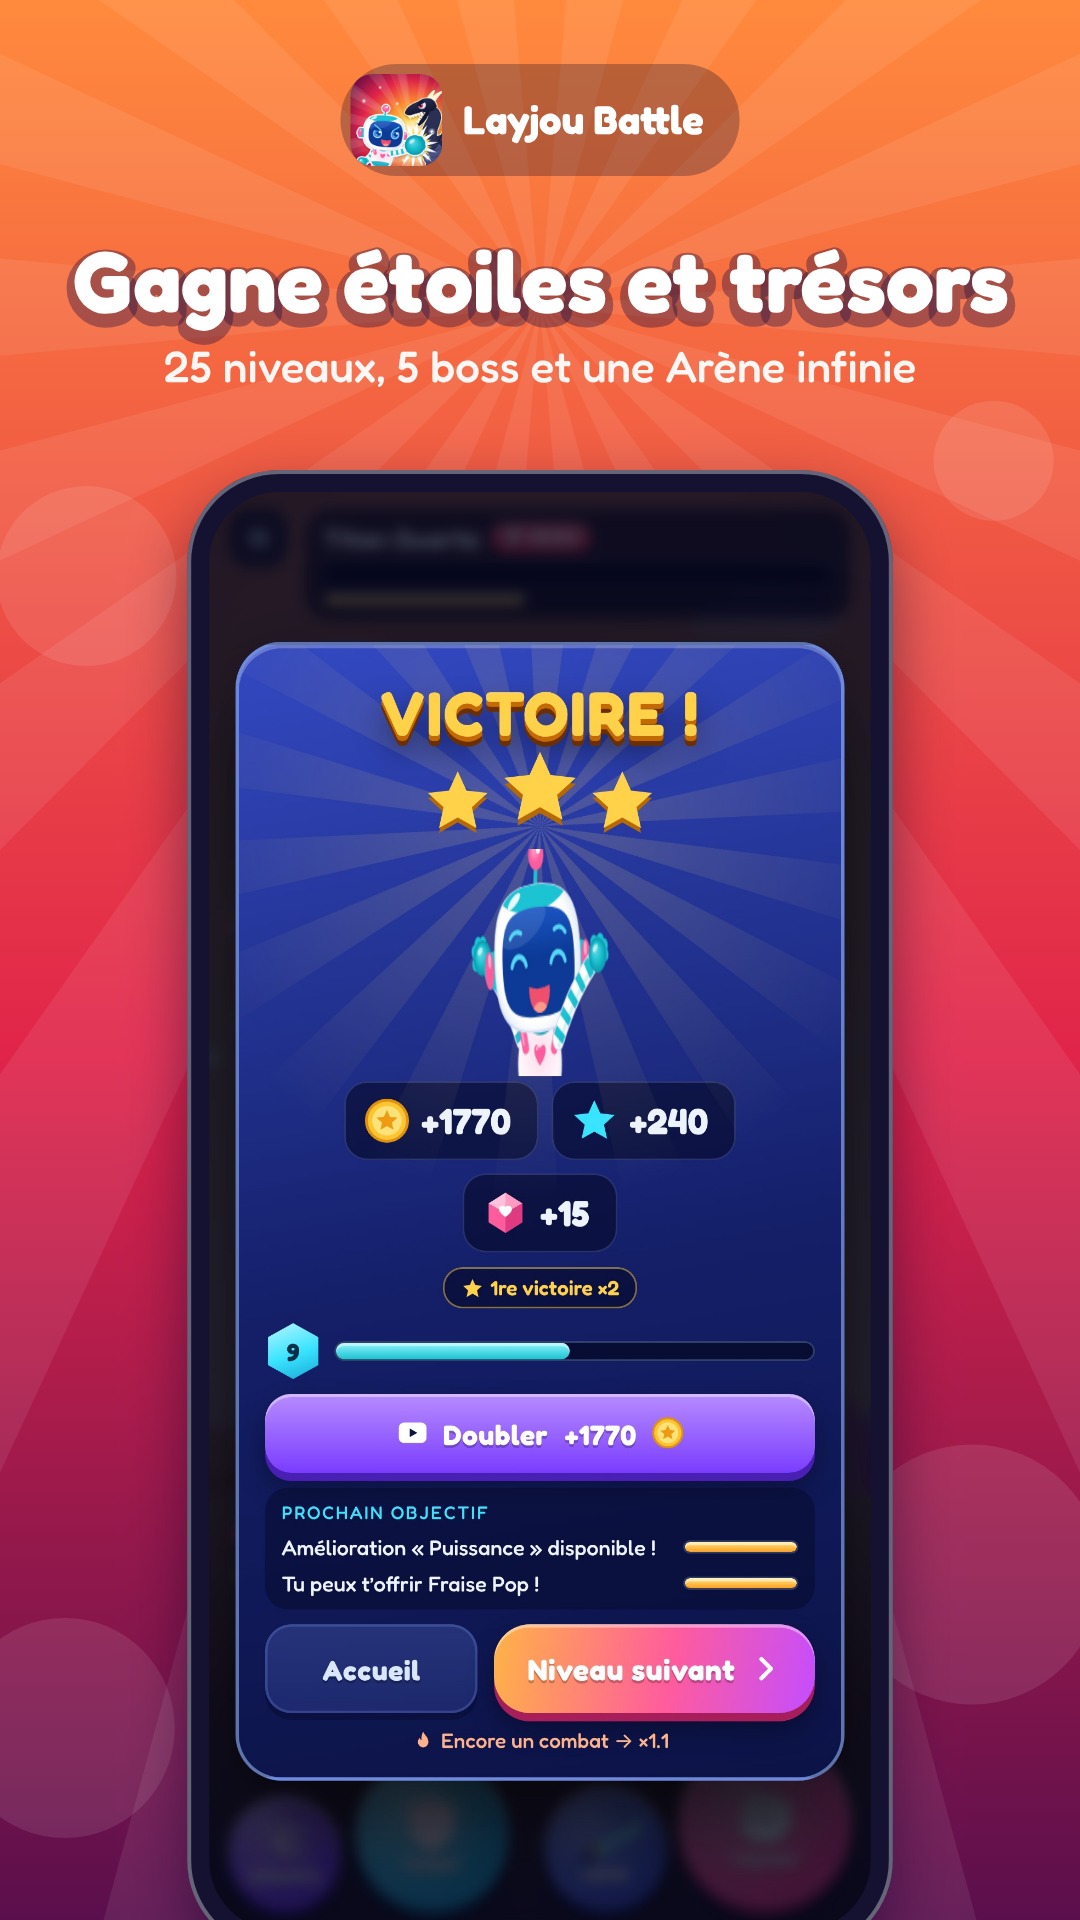 Layjou Battle
Gagne étoiles et trésors
25 niveaux, 5 boss et une Arène infinie
VICTOIRE !
+1770 +240
+15
1re victoire x2
9
Doubler +1770
PROCHAIN OBJECTIF
Amélioration « Puissance » disponible !
Tu peux t'offrir Fraise Pop !
Accueil Niveau suivant
Encore un combat → ×1.1